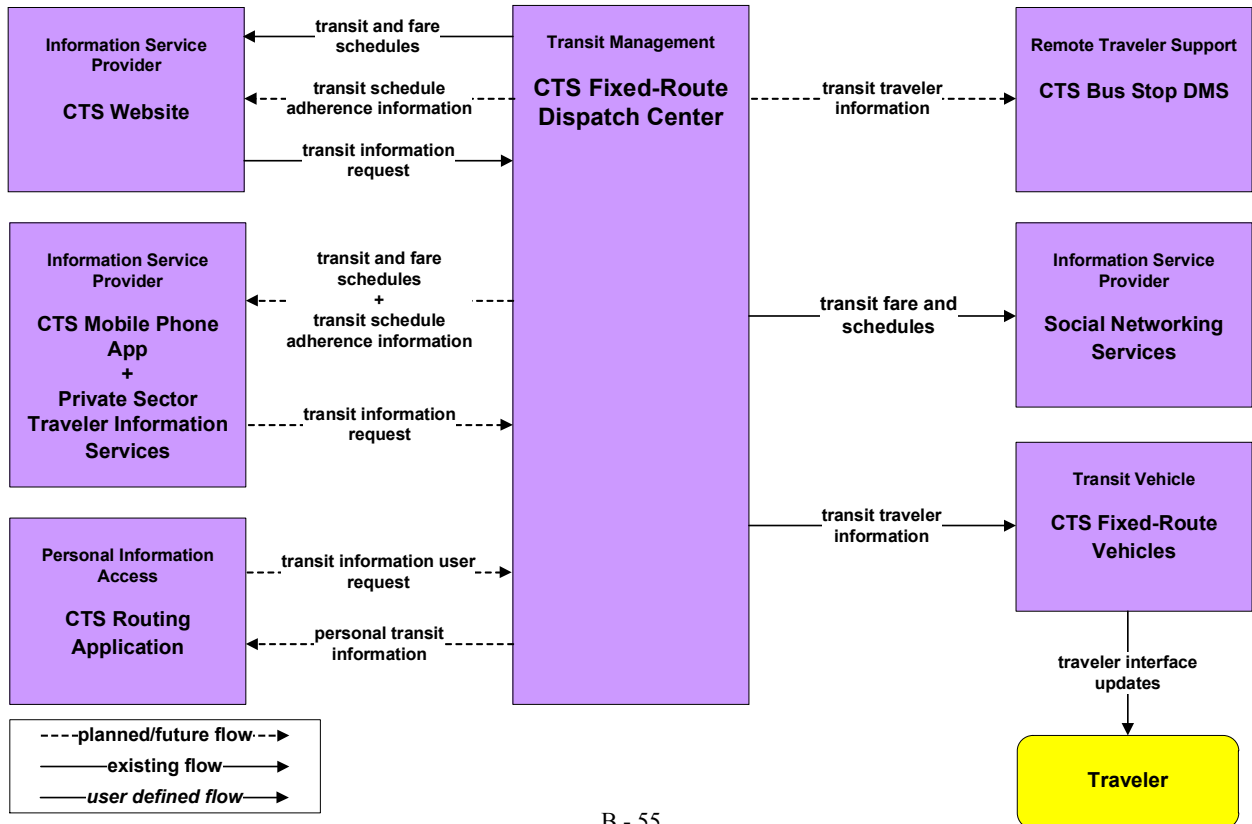 Information Service
Provider
CTS Website
transit and fare
schedules
transit schedule
adherence information
transit information
request
Transit Management
CTS Fixed-Route
Dispatch Center
transit traveler
information
Remote Traveler Support
CTS Bus Stop DMS
Information Service
Provider
CTS Mobile Phone
App
+
Private Sector
Traveler Information
Services
transit and fare
schedules
+
transit schedule
adherence information
transit information
request
transit fare and
schedules
Information Service
Provider
Social Networking
Services
Personal Information
Access
CTS Routing
Application
transit information user
request
personal transit
information
transit traveler
information
Transit Vehicle
CTS Fixed-Route
Vehicles
traveler interface
updates
Traveler
planned/future flow
existing flow
user defined flow
B - 55